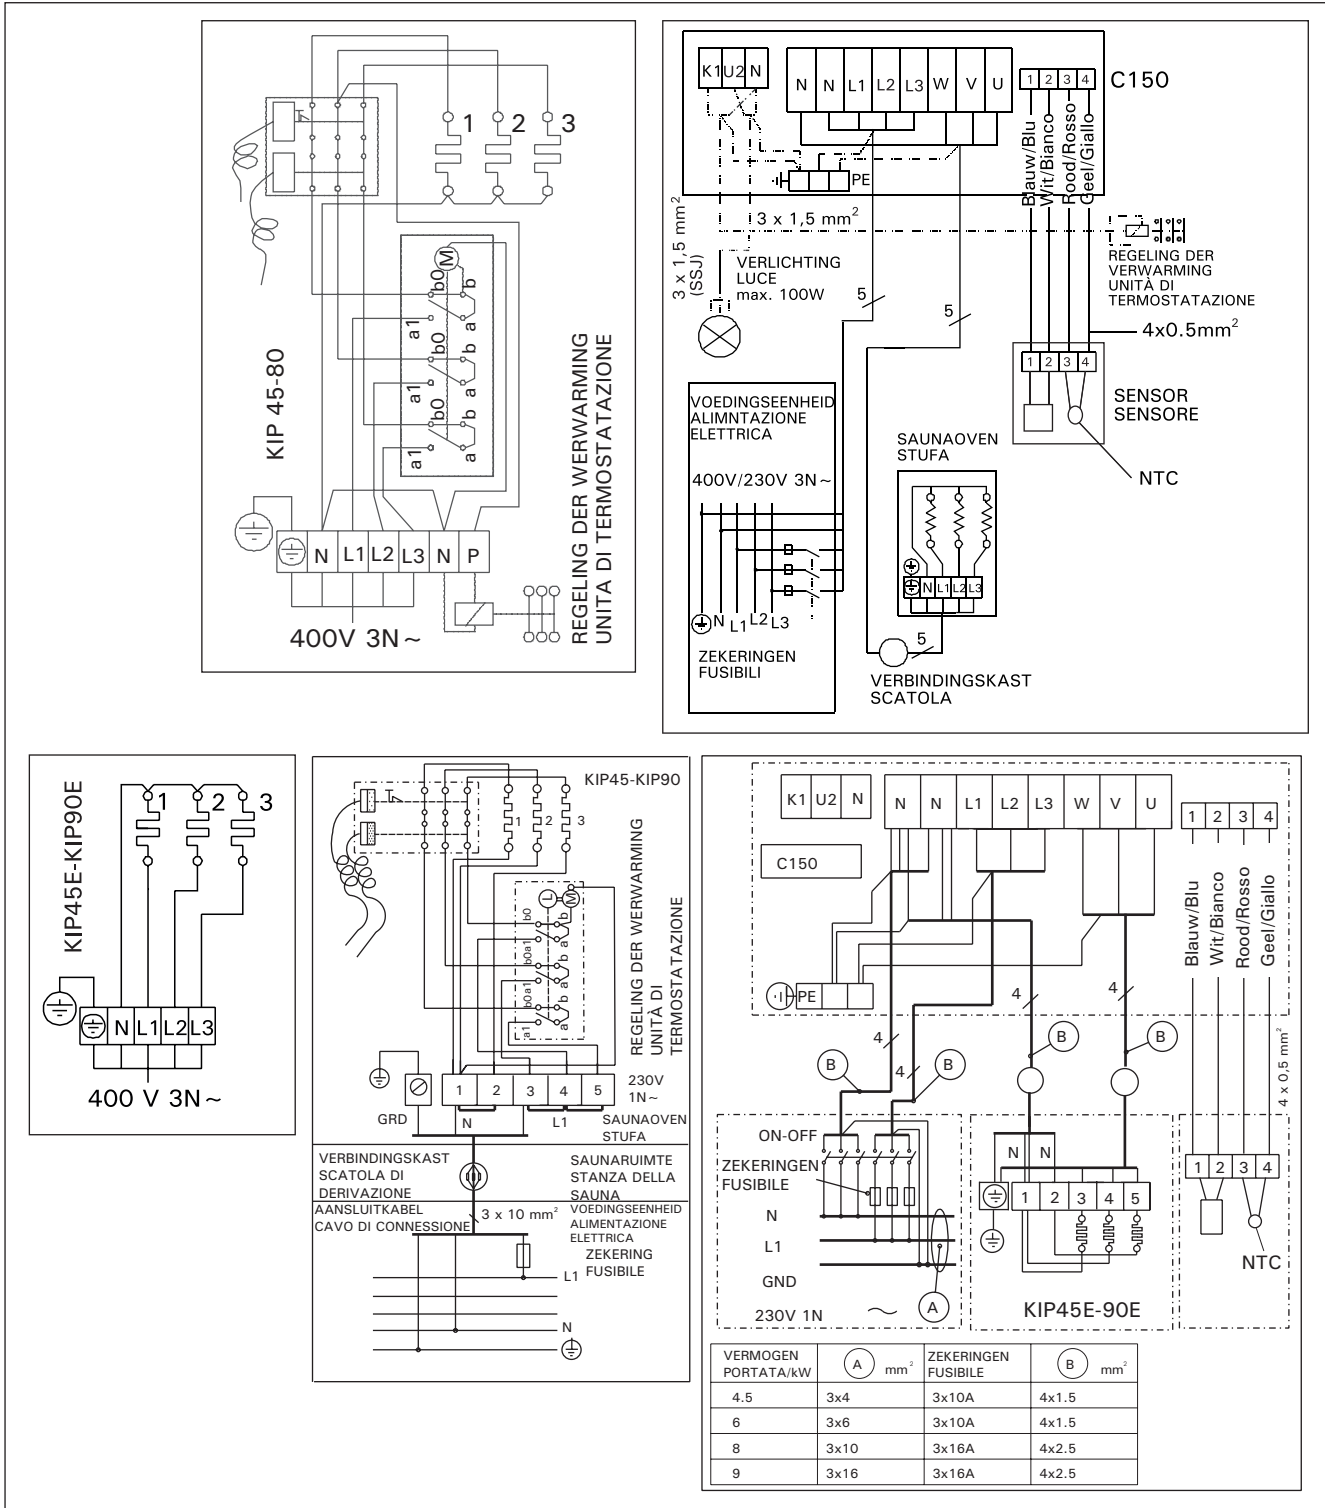 1 2 3
M
b0 b
a1 a
b0 b
a1 a
b0 b
a1 a
KIP 45-80
N L1 L2 L3 N P
400V 3N~
REGELING DER WERWARMING
UNITA DI TERMOSTATAZIONE
K1 U2 N
N N L1 L2 L3 W V U
1 2 3 4
C150
Blauw/Blu
Wit/Bianco
Rood/Rosso
Geel/Giallo
PE
3 x 1,5 mm²
(SSJ)
3 x 1,5 mm²
VERLICHTING
LUCE
max. 100W
REGELING DER
VERWARMING
UNITÀ DI
TERMOSTATAZIONE
5
5
4x0.5mm²
1 2 3 4
SENSOR
SENSORE
NTC
VOEDINGSEENHEID
ALIMNTAZIONE
ELETTRICA
400V/230V 3N~
N L1 L2 L3
ZEKERINGEN
FUSIBILI
SAUNAOVEN
STUFA
N L1 L2 L3
5
VERBINDINGSKAST
SCATOLA
KIP45E-KIP90E
1 2 3
N L1 L2 L3
400 V 3N~
KIP45-KIP90
1 2 3
L M
b0 b
a1 a
b0 b
a1 a
b0 b
a1 a
REGELING DER WERWARMING
UNITÀ DI
TERMOSTATAZIONE
1 2 3 4 5
230V
1N~
GRD
N
L1
SAUNAOVEN
STUFA
VERBINDINGSKAST
SCATOLA DI
DERIVAZIONE
SAUNARUIMTE
STANZA DELLA
SAUNA
AANSLUITKABEL
CAVO DI CONNESSIONE
3 x 10 mm²
VOEDINGSEENHEID
ALIMENTAZIONE
ELETTRICA
ZEKERING
FUSIBILE
L1
N
K1 U2 N
N N L1 L2 L3 W V U
1 2 3 4
C150
Blauw/Blu
Wit/Bianco
Rood/Rosso
Geel/Giallo
PE
4
4
4
4
B
B
B
B
4 x 0,5 mm²
ON-OFF
ZEKERINGEN
FUSIBILE
N
L1
GND
230V 1N ~
A
N N
1 2 3 4 5
KIP45E-90E
1 2 3 4
NTC
VERMOGEN PORTATA/kW A mm² ZEKERINGEN FUSIBILE B mm²
4.5 3x4 3x10A 4x1.5
6 3x6 3x10A 4x1.5
8 3x10 3x16A 4x2.5
9 3x16 3x16A 4x2.5